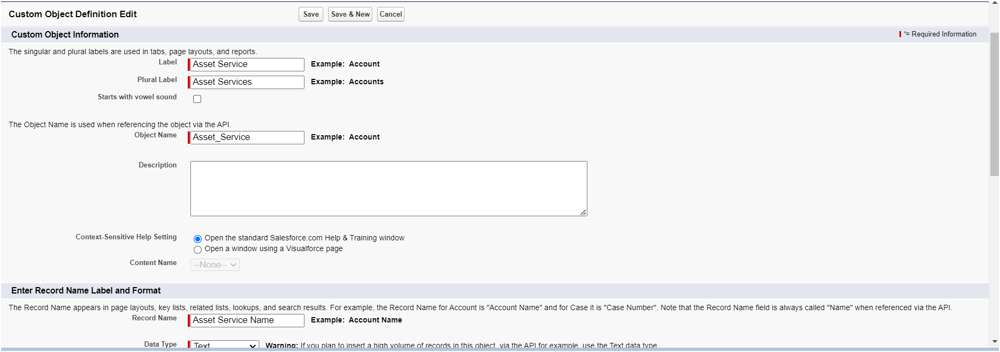 Custom Object Definition Edit Save Save & New Cancel
Custom Object Information *= Required Information
The singular and plural labels are used in tabs, page layouts, and reports.
Label Asset Service Example: Account
Plural Label Asset Services Example: Accounts
Starts with vowel sound
The Object Name is used when referencing the object via the API.
Object Name Asset_Service Example: Account
Description
Context-Sensitive Help Setting Open the standard Salesforce.com Help & Training window
Open a window using a Visualforce page
Content Name --None--
Enter Record Name Label and Format
The Record Name appears in page layouts, key lists, related lists, lookups, and search results. For example, the Record Name for Account is "Account Name" and for Case it is "Case Number". Note that the Record Name field is always called "Name" when referenced via the API.
Record Name Asset Service Name Example: Account Name
Data Type Text Warning: If you plan to insert a high volume of records in this object, via the API for example, use the Text data type